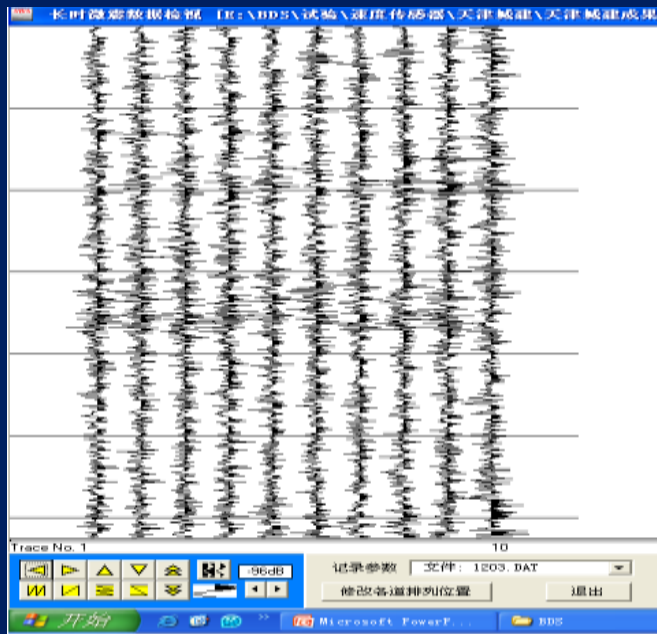 长时微震数据检视 [E:\BDS\试验\速度传感器\天津城建\天津城建成果
Trace No. 1 10
-96dB
记录参数 文件: 1203.DAT
修改各道排列位置 退出
开始 Microsoft PowerP... BDS